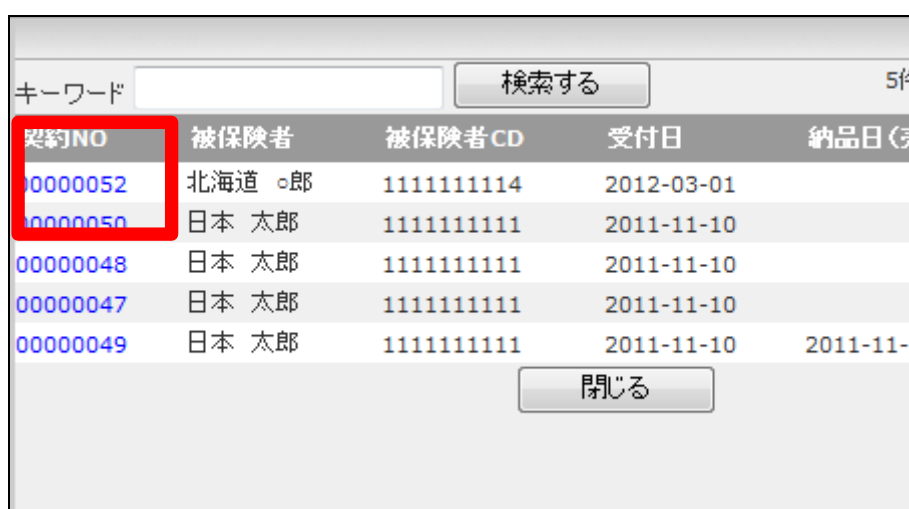 キーワード 検索する 5件
契約NO 被保険者 被保険者CD 受付日 納品日(売
00000052 北海道 ○郎 1111111114 2012-03-01
00000050 日本 太郎 1111111111 2011-11-10
00000048 日本 太郎 1111111111 2011-11-10
00000047 日本 太郎 1111111111 2011-11-10
00000049 日本 太郎 1111111111 2011-11-10 2011-11-
閉じる